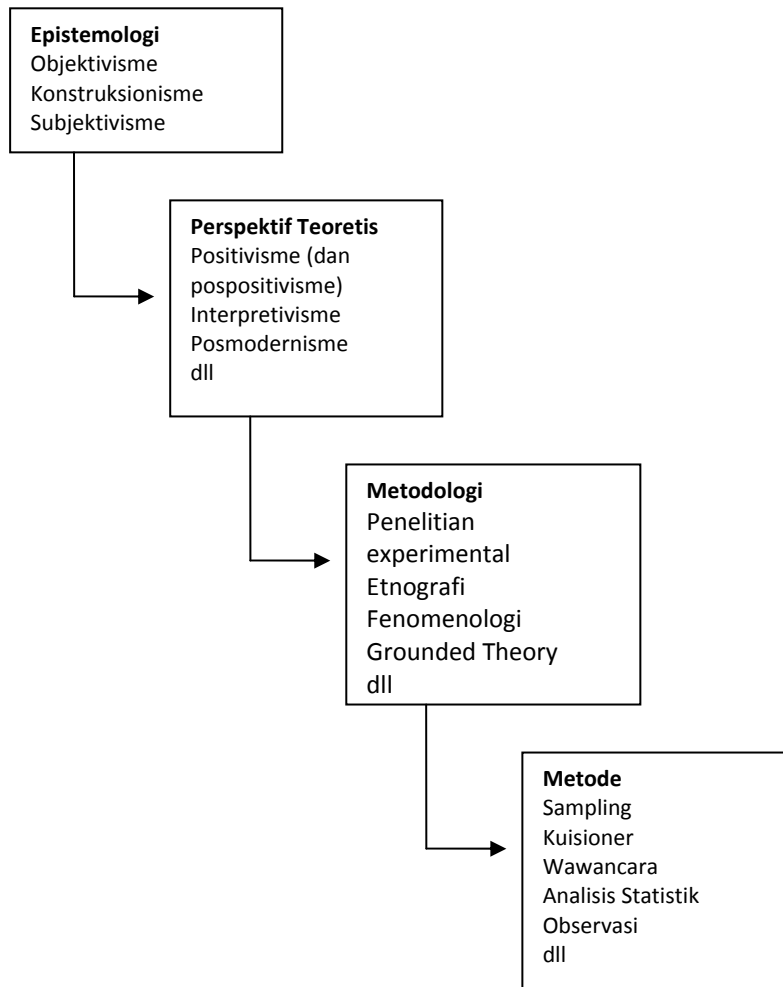 Epistemologi
Objektivisme
Konstruksionisme
Subjektivisme
Perspektif Teoretis
Positivisme (dan
pospositivisme)
Interpretivisme
Posmodernisme
dll
Metodologi
Penelitian
experimental
Etnografi
Fenomenologi
Grounded Theory
dll
Metode
Sampling
Kuisioner
Wawancara
Analisis Statistik
Observasi
dll